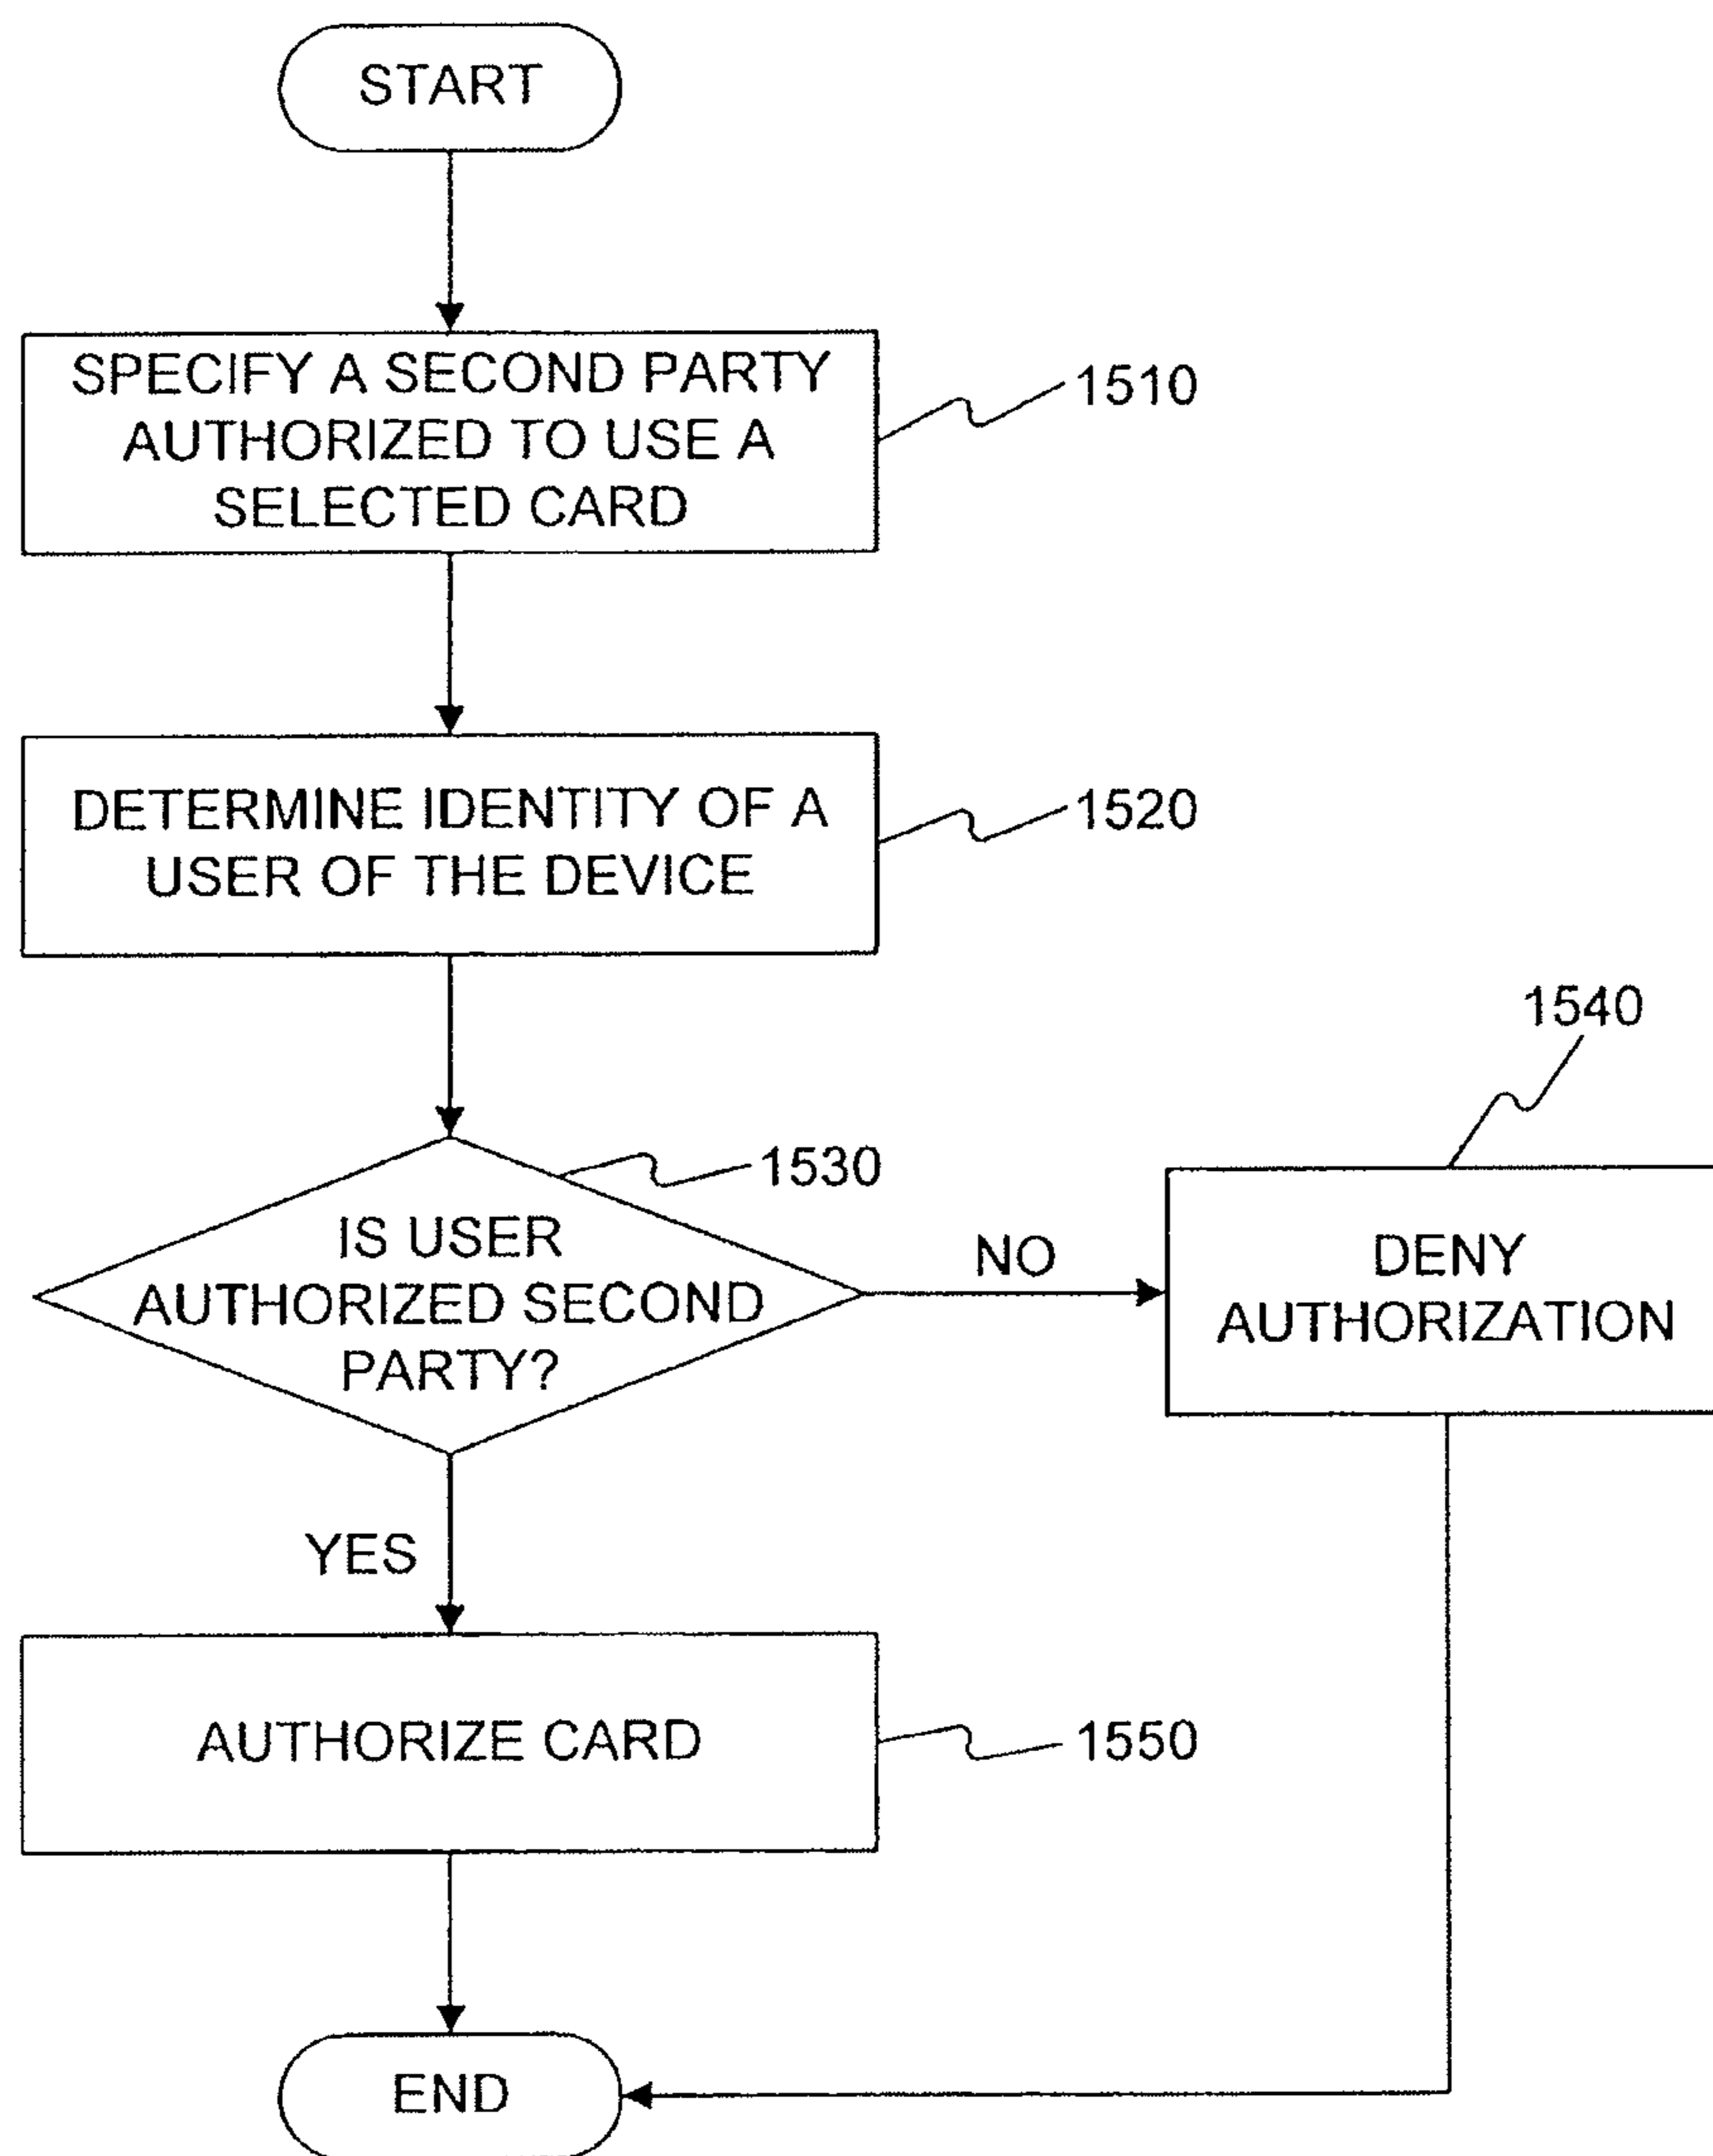 START
SPECIFY A SECOND PARTY
AUTHORIZED TO USE A
SELECTED CARD
1510
DETERMINE IDENTITY OF A
USER OF THE DEVICE
1520
1530
IS USER
AUTHORIZED SECOND
PARTY?
NO
1540
DENY
AUTHORIZATION
YES
AUTHORIZE CARD
1550
END